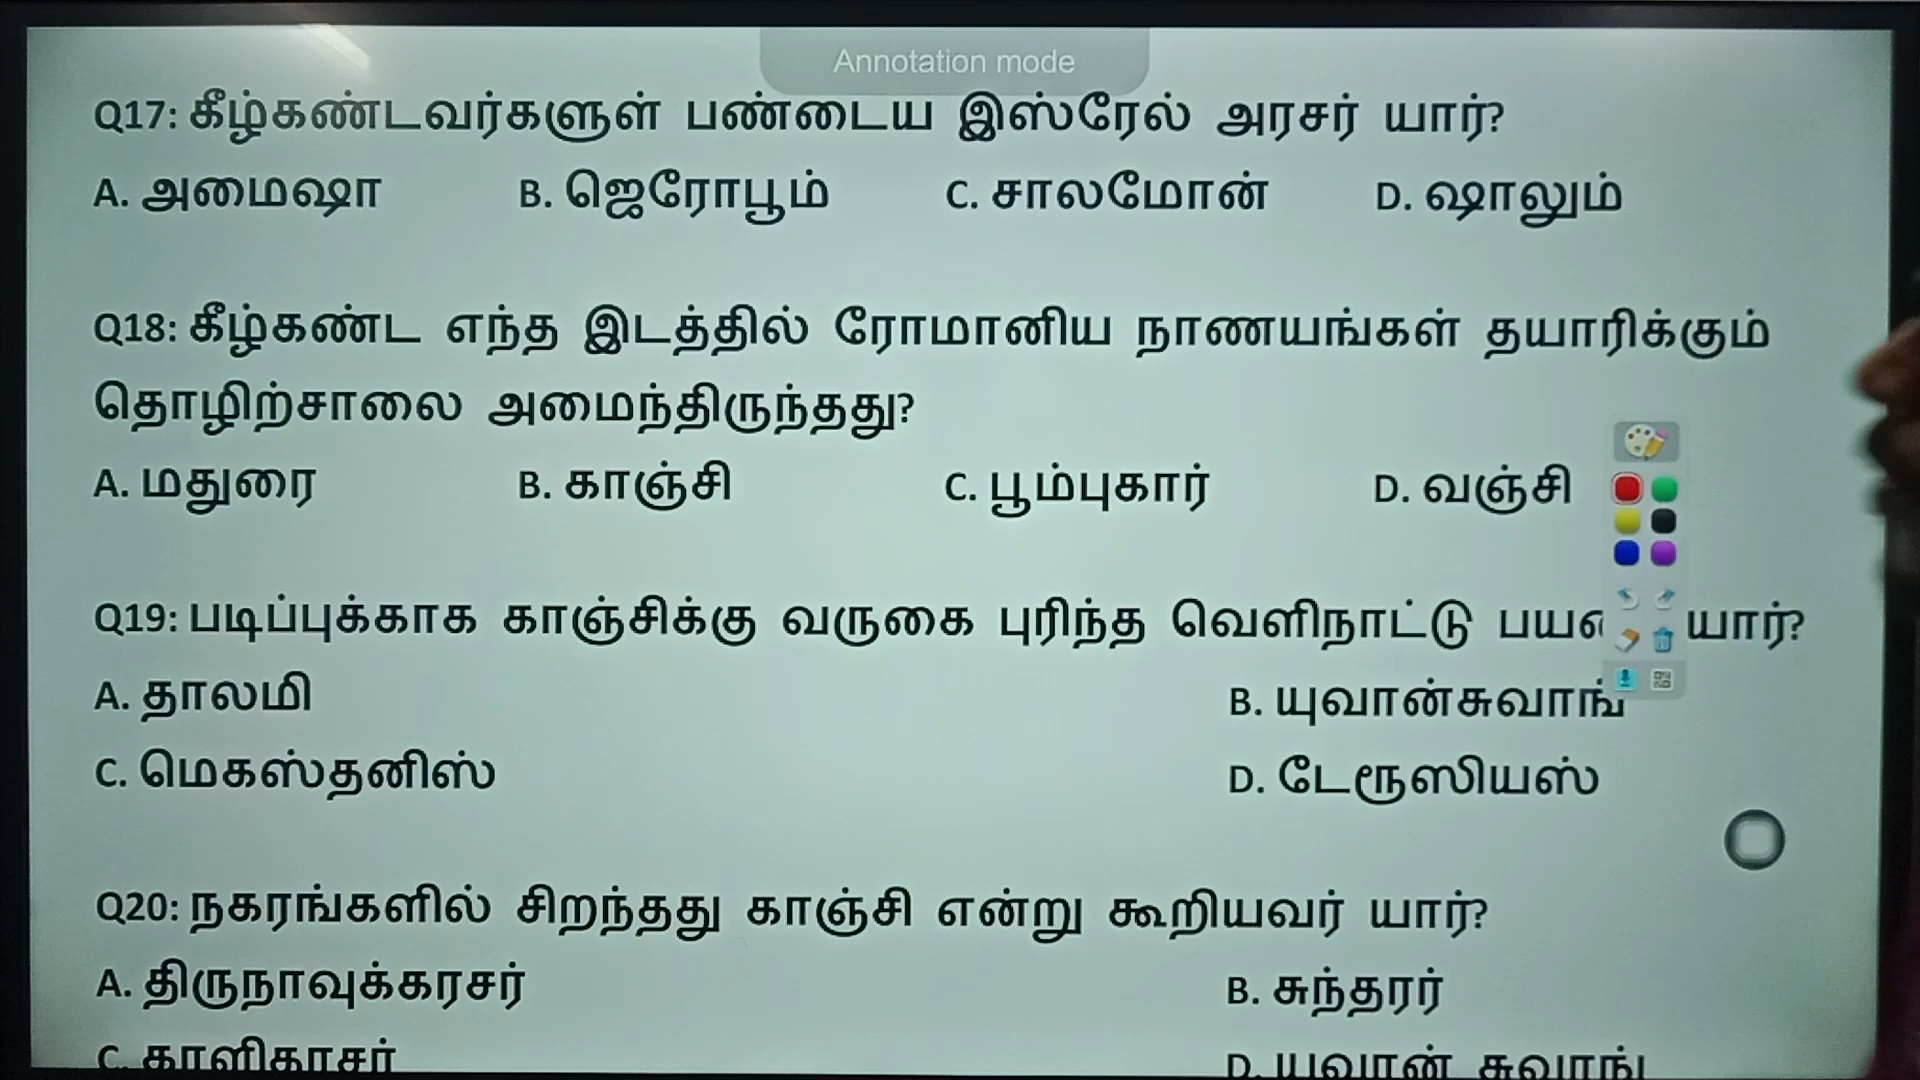 Annotation mode
Q17: கீழ்கண்டவர்களுள் பண்டைய இஸ்ரேல் அரசர் யார்?
A. அமைஷா B. ஜெரோபூம் C. சாலமோன் D. ஷாலும்
Q18: கீழ்கண்ட எந்த இடத்தில் ரோமானிய நாணயங்கள் தயாரிக்கும்
தொழிற்சாலை அமைந்திருந்தது?
A. மதுரை B. காஞ்சி C. பூம்புகார் D. வஞ்சி
Q19: படிப்புக்காக காஞ்சிக்கு வருகை புரிந்த வெளிநாட்டு யார்?
A. தாலமி B. யுவான்சுவாங்
C. மெகஸ்தனிஸ் D. டேரூஸியஸ்
Q20: நகரங்களில் சிறந்தது காஞ்சி என்று கூறியவர் யார்?
A. திருநாவுக்கரசர் B. சுந்தரர்
C. காளிதாசர் D. யுவான் சுவாங்